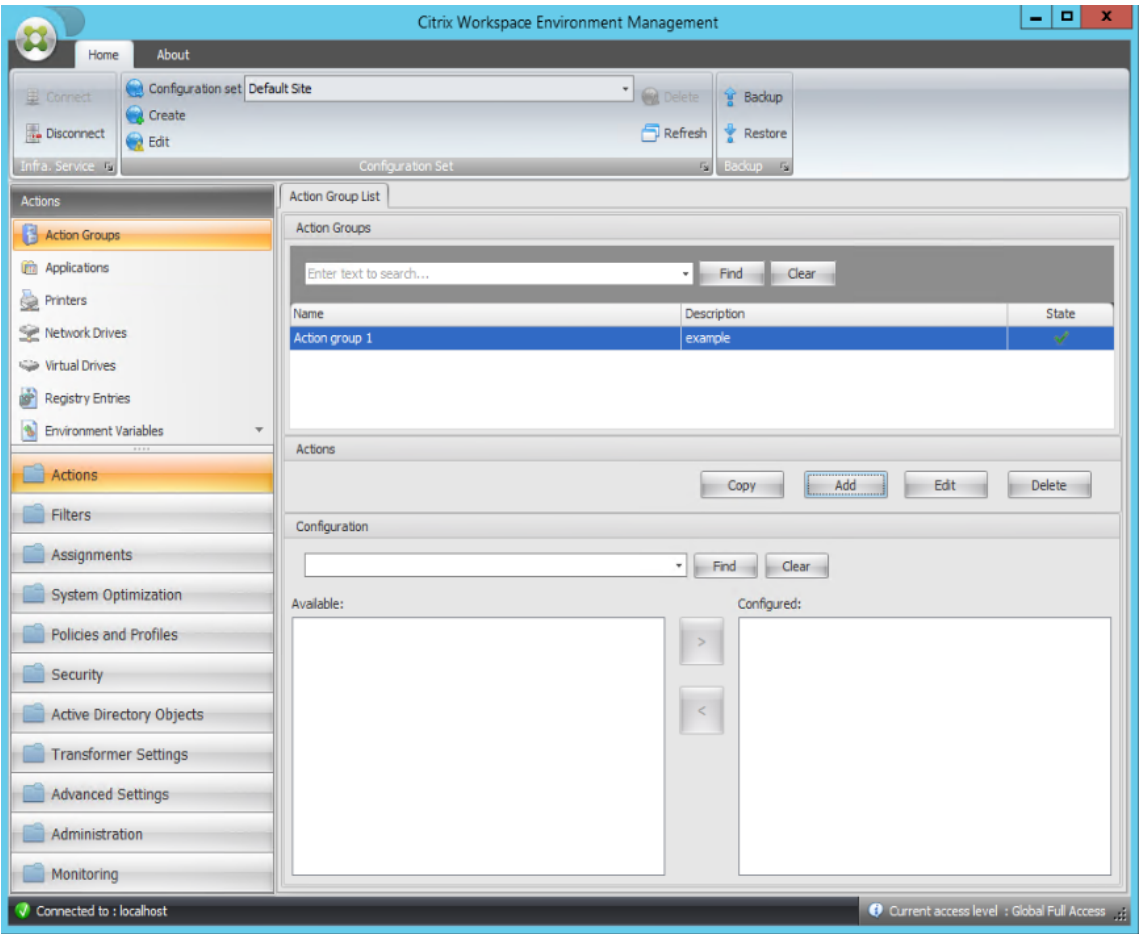 Citrix Workspace Environment Management
Home About
Connect
Disconnect
Infra. Service
Configuration set Default Site
Create
Edit
Delete
Refresh
Configuration Set
Backup
Restore
Backup
Actions
Action Groups
Applications
Printers
Network Drives
Virtual Drives
Registry Entries
Environment Variables
Actions
Filters
Assignments
System Optimization
Policies and Profiles
Security
Active Directory Objects
Transformer Settings
Advanced Settings
Administration
Monitoring
Action Group List
Action Groups
Enter text to search...
Find Clear
Name Description State
Action group 1 example
Actions
Copy Add Edit Delete
Configuration
Find Clear
Available: Configured:
>
<
Connected to : localhost
Current access level : Global Full Access